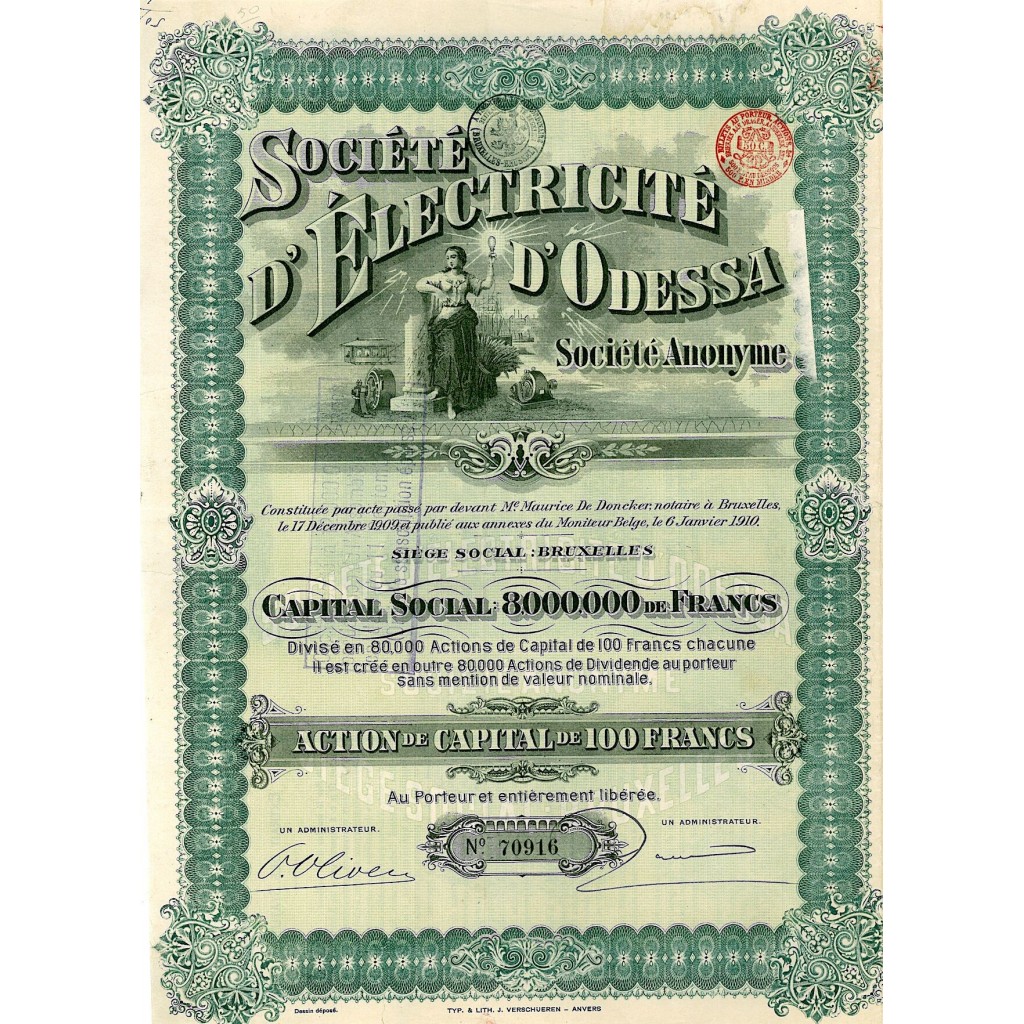 SOCIÉTÉ
D'ÉLECTRICITÉ
D'ODESSA
Société Anonyme
Constituée par acte passé par devant Mᵉ Maurice De Doncker, notaire à Bruxelles,
le 17 Décembre 1909, et publié aux annexes du Moniteur Belge, le 6 Janvier 1910.
SIÈGE SOCIAL : BRUXELLES
CAPITAL SOCIAL : 8.000.000 DE FRANCS
Divisé en 80,000 Actions de Capital de 100 Francs chacune
Il est créé en outre 80.000 Actions de Dividende au porteur
sans mention de valeur nominale.
ACTION DE CAPITAL DE 100 FRANCS
Au Porteur et entièrement libérée.
UN ADMINISTRATEUR.
UN ADMINISTRATEUR.
Nº 70916
Dessin déposé.
TYP. & LITH. J. VERSCHUEREN – ANVERS